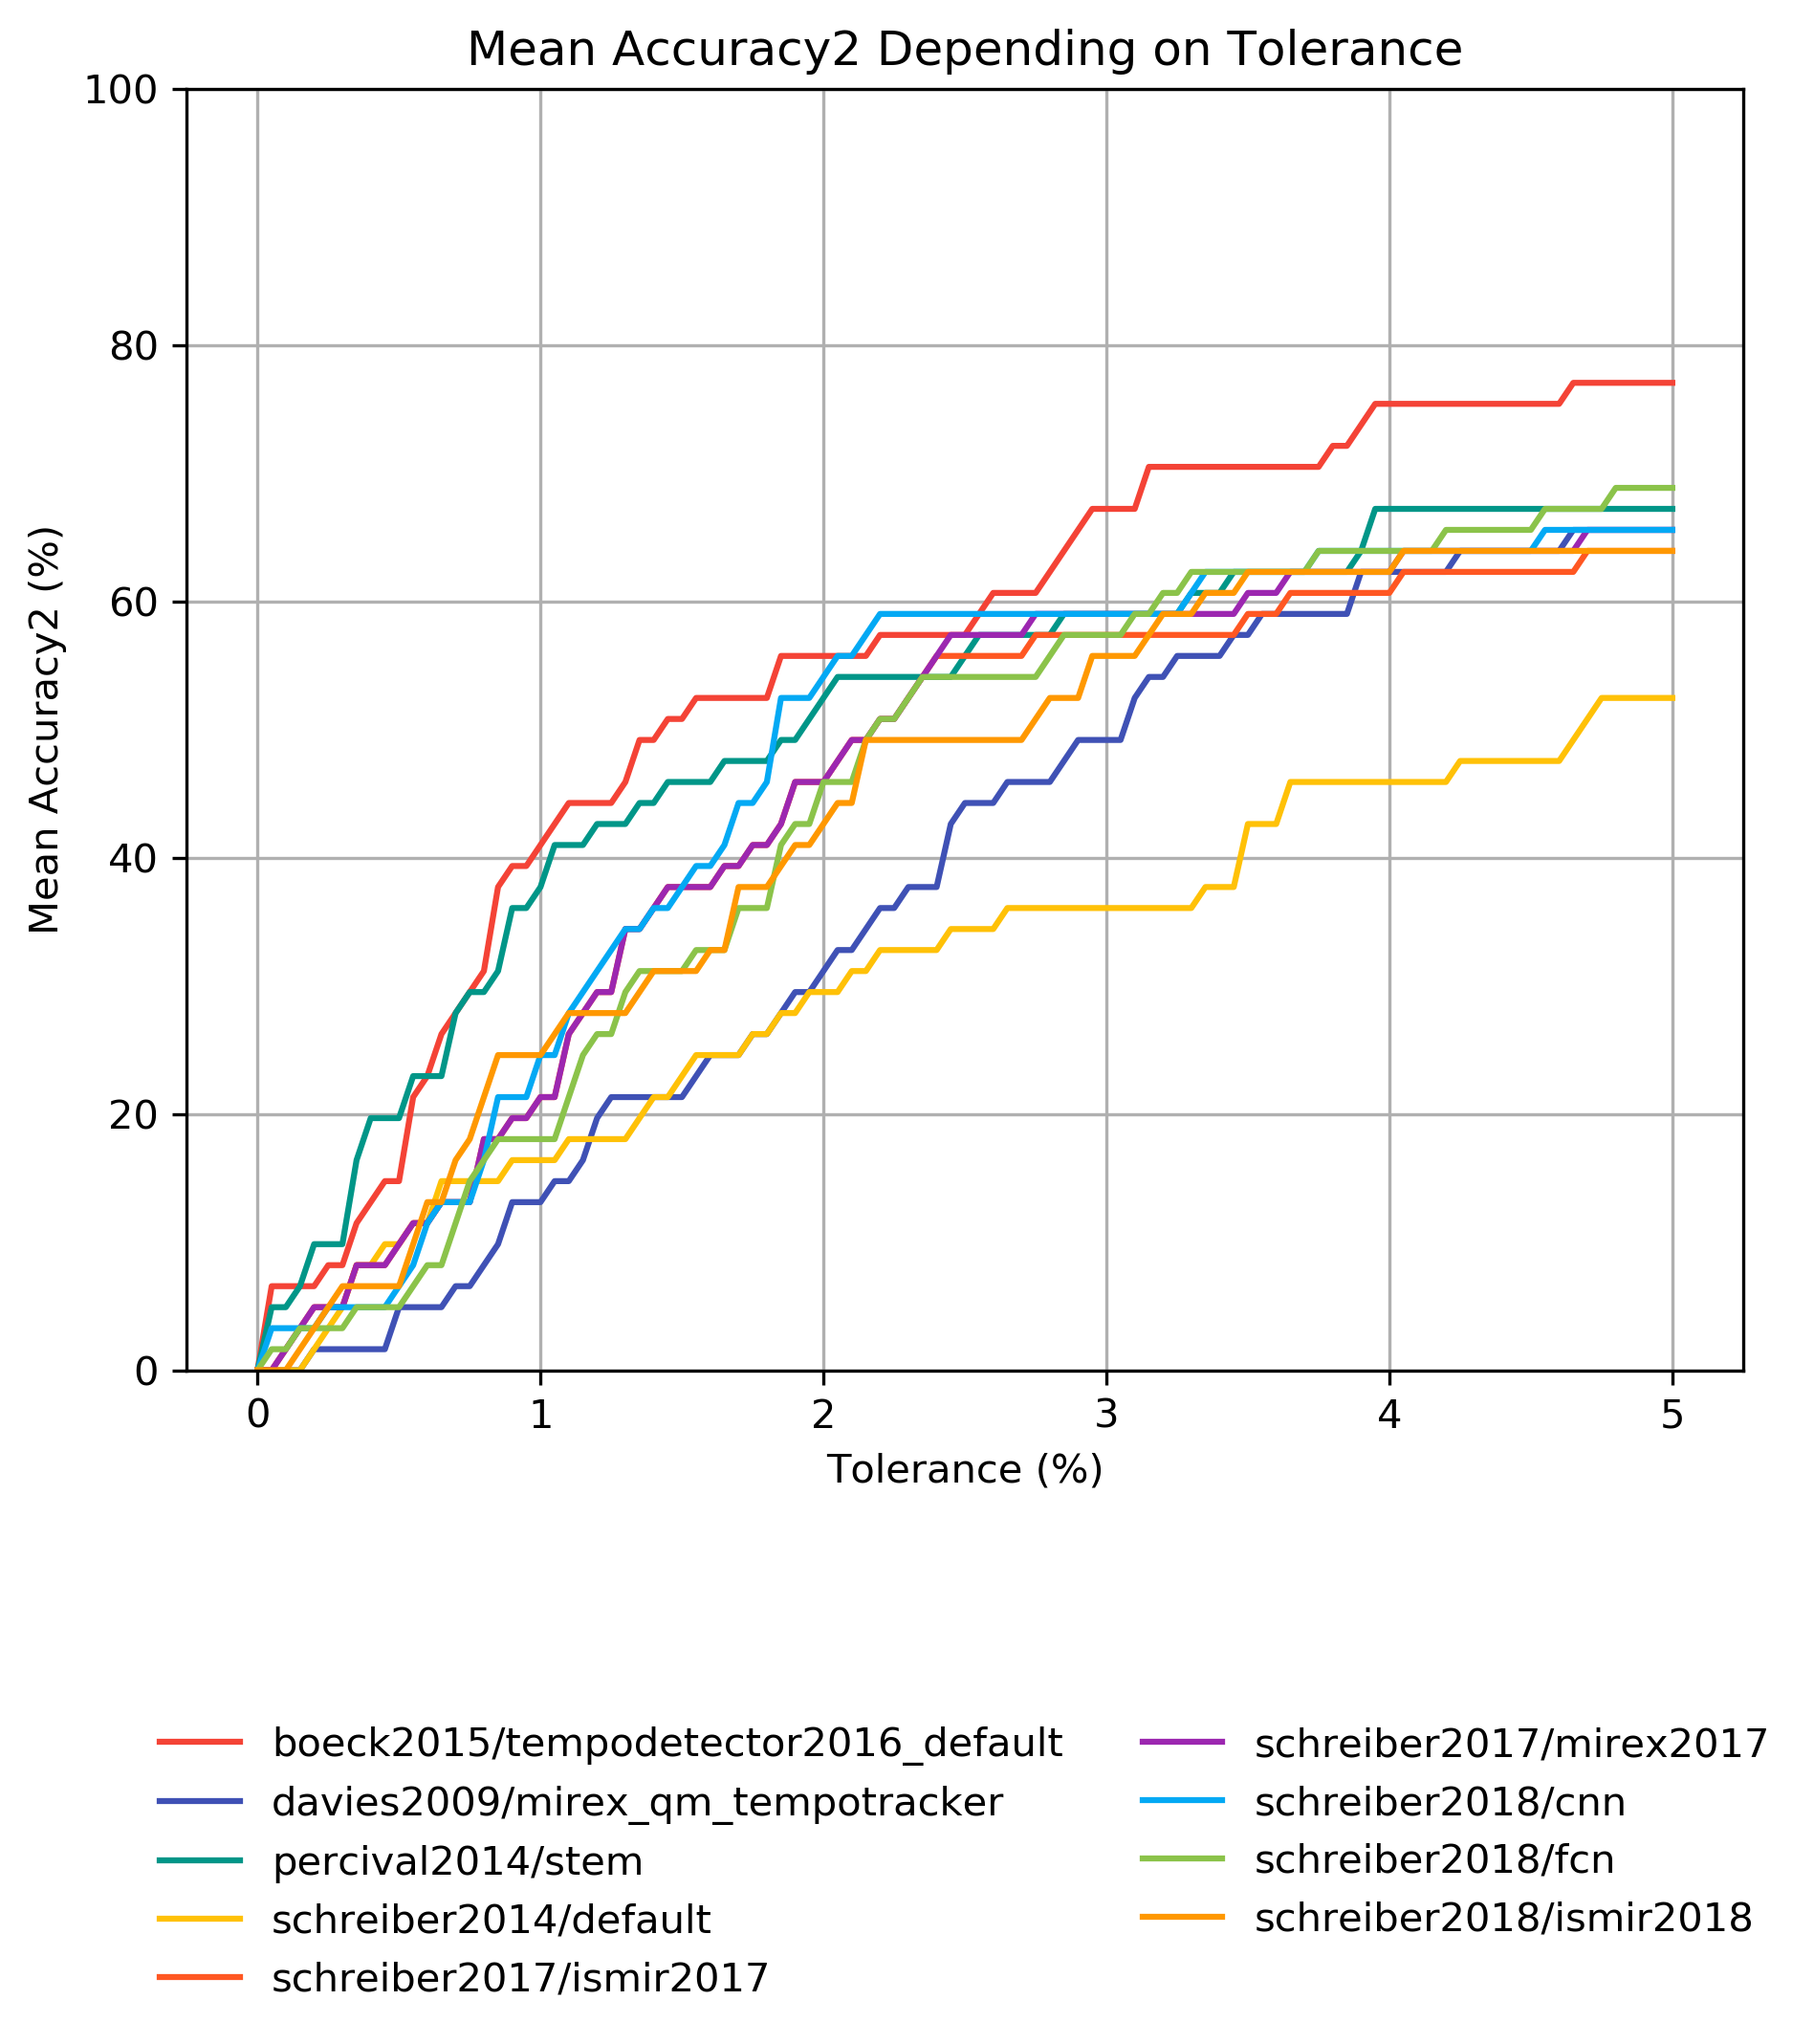 Mean Accuracy2 Depending on Tolerance
100
80
60
40
20
0
Mean Accuracy2 (%)
0 1 2 3 4 5
Tolerance (%)
boeck2015/tempodetector2016_default
davies2009/mirex_qm_tempotracker
percival2014/stem
schreiber2014/default
schreiber2017/ismir2017
schreiber2017/mirex2017
schreiber2018/cnn
schreiber2018/fcn
schreiber2018/ismir2018